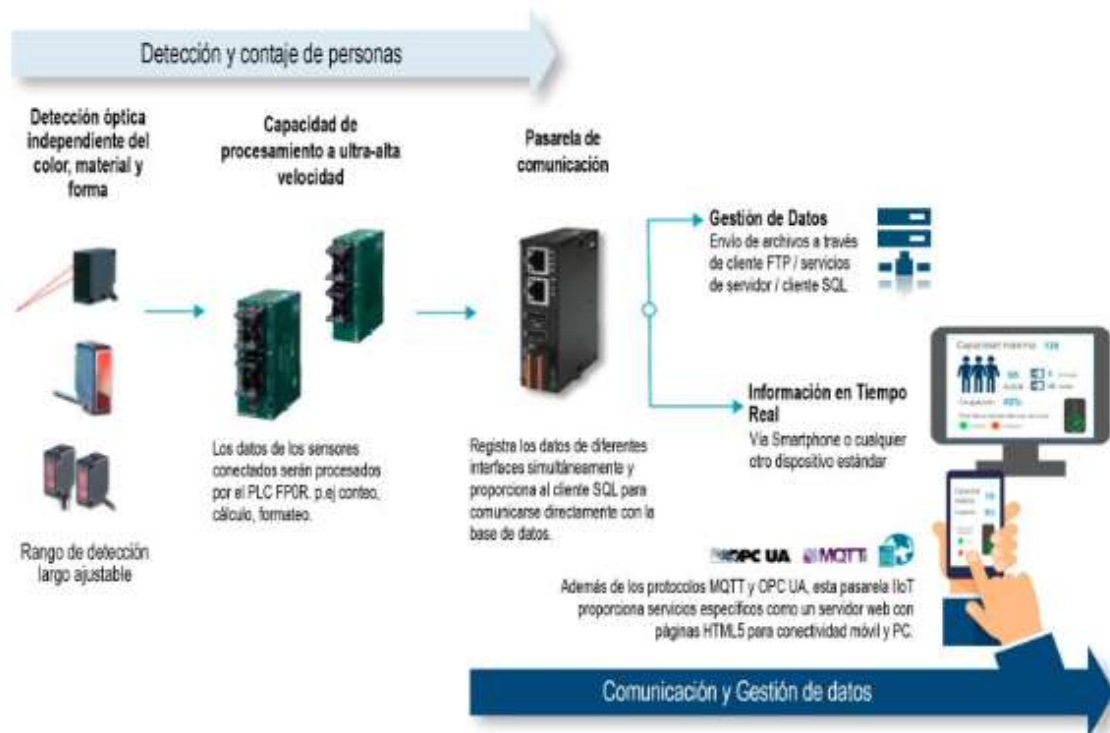 Detección y contaje de personas
Detección óptica
independiente del
color, material y
forma
Capacidad de
procesamiento a ultra-alta
velocidad
Pasarela de
comunicación
Gestión de Datos
Envío de archivos a través
de cliente FTP / servicios
de servidor / cliente SQL
Información en Tiempo
Real
Vía Smartphone o cualquier
otro dispositivo estándar
Capacidad máxima
Los datos de los sensores
conectados serán procesados
por el PLC FP0R. p.ej conteo,
cálculo, formateo.
Registra los datos de diferentes
interfaces simultáneamente y
proporciona al cliente SQL para
comunicarse directamente con la
base de datos.
Rango de detección
largo ajustable
OPC UA MQTT
Además de los protocolos MQTT y OPC UA, esta pasarela IIoT
proporciona servicios específicos como un servidor web con
páginas HTML5 para conectividad móvil y PC.
Comunicación y Gestión de datos